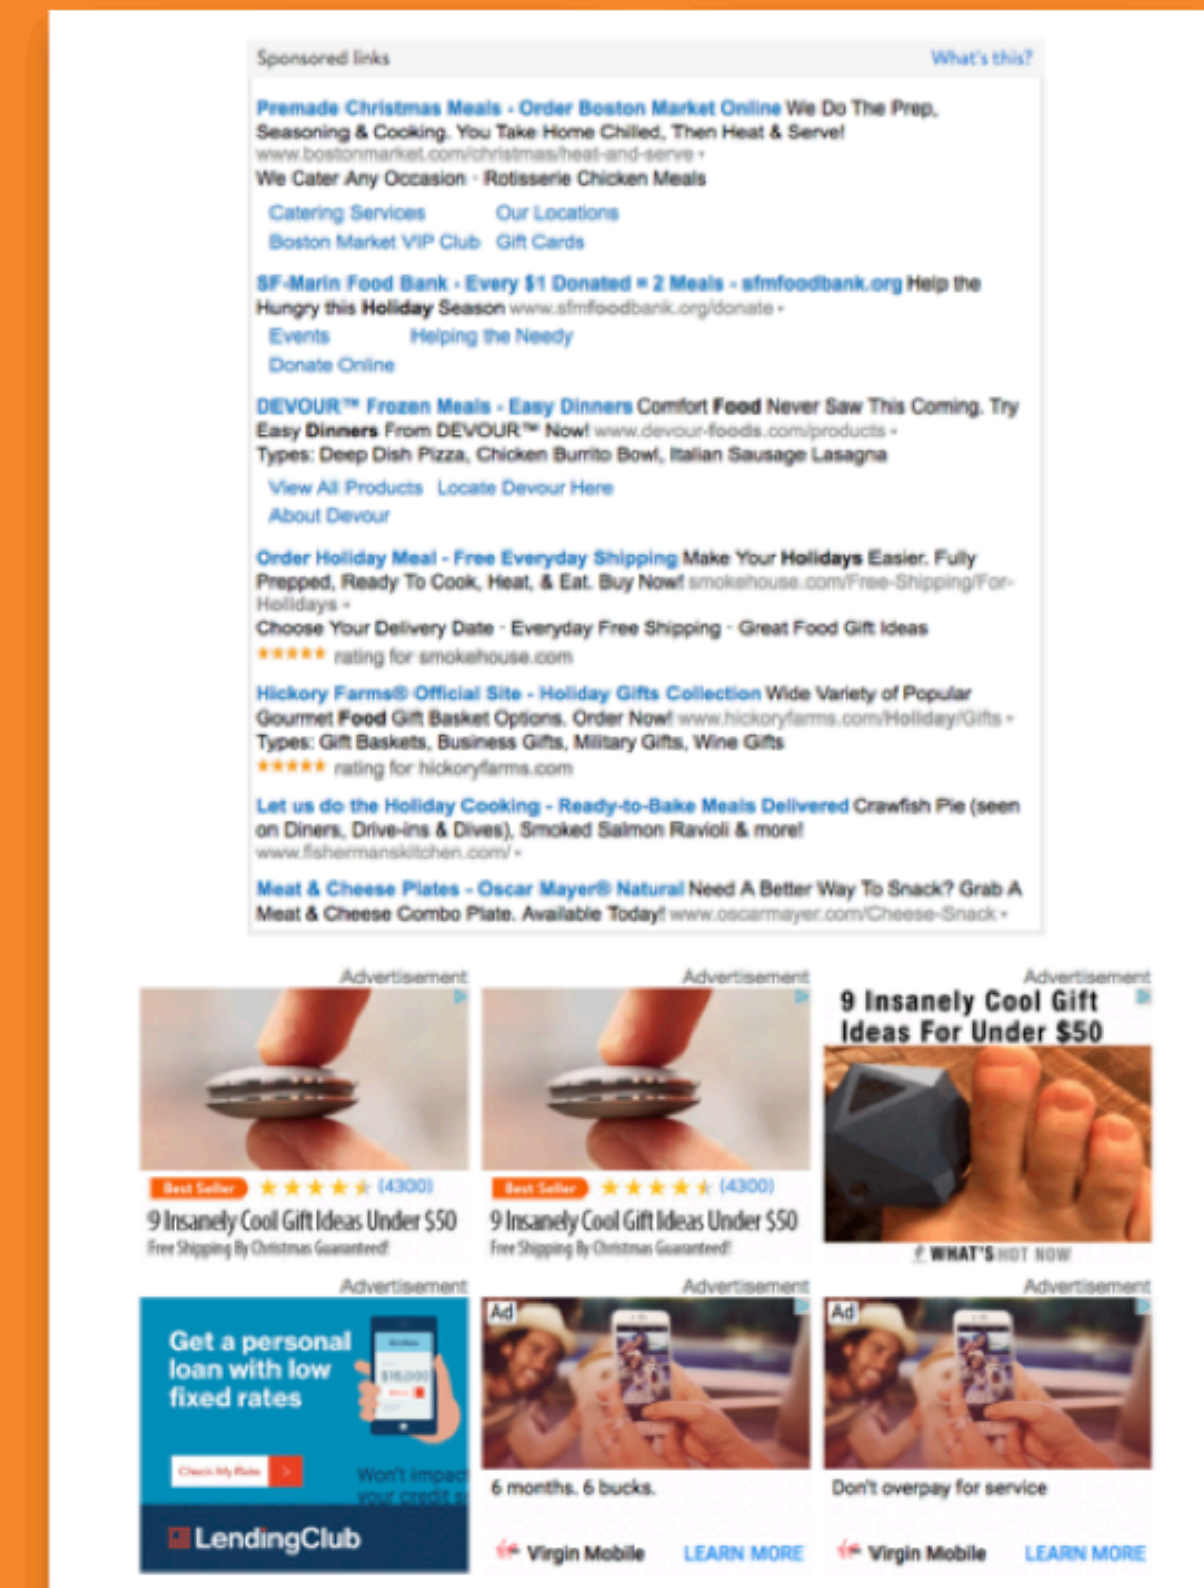 Sponsored links What's this?
Premade Christmas Meals - Order Boston Market Online We Do The Prep,
Seasoning & Cooking. You Take Home Chilled, Then Heat & Serve!
www.bostonmarket.com/christmas/heat-and-serve
We Cater Any Occasion · Rotisserie Chicken Meals
Catering Services Our Locations
Boston Market VIP Club Gift Cards
SF-Marin Food Bank - Every $1 Donated = 2 Meals - sfmfoodbank.org Help the
Hungry this Holiday Season www.sfmfoodbank.org/donate
Events Helping the Needy
Donate Online
DEVOUR™ Frozen Meals - Easy Dinners Comfort Food Never Saw This Coming. Try
Easy Dinners From DEVOUR™ Now! www.devour-foods.com/products
Types: Deep Dish Pizza, Chicken Burrito Bowl, Italian Sausage Lasagna
View All Products Locate Devour Here
About Devour
Order Holiday Meal - Free Everyday Shipping Make Your Holidays Easier. Fully
Prepped, Ready To Cook, Heat, & Eat. Buy Now! smokehouse.com/Free-Shipping/For-
Holidays
Choose Your Delivery Date · Everyday Free Shipping · Great Food Gift Ideas
★★★★★ rating for smokehouse.com
Hickory Farms® Official Site - Holiday Gifts Collection Wide Variety of Popular
Gourmet Food Gift Basket Options. Order Now! www.hickoryfarms.com/Holiday/Gifts
Types: Gift Baskets, Business Gifts, Military Gifts, Wine Gifts
★★★★★ rating for hickoryfarms.com
Let us do the Holiday Cooking - Ready-to-Bake Meals Delivered Crawfish Pie (seen
on Diners, Drive-ins & Dives), Smoked Salmon Ravioli & more!
www.fishermanskitchen.com/
Meat & Cheese Plates - Oscar Mayer® Natural Need A Better Way To Snack? Grab A
Meat & Cheese Combo Plate. Available Today! www.oscarmayer.com/Cheese-Snack
Advertisement
Best Seller (4300)
9 Insanely Cool Gift Ideas Under $50
Free Shipping By Christmas Guaranteed!
Advertisement
Best Seller (4300)
9 Insanely Cool Gift Ideas Under $50
Free Shipping By Christmas Guaranteed!
Advertisement
9 Insanely Cool Gift
Ideas For Under $50
WHAT'S HOT NOW
Advertisement
Get a personal
loan with low
fixed rates
$16,000
Check My Rate
Won't impact
your credit s
LendingClub
Advertisement
Ad
6 months. 6 bucks.
Virgin Mobile LEARN MORE
Advertisement
Ad
Don't overpay for service
Virgin Mobile LEARN MORE